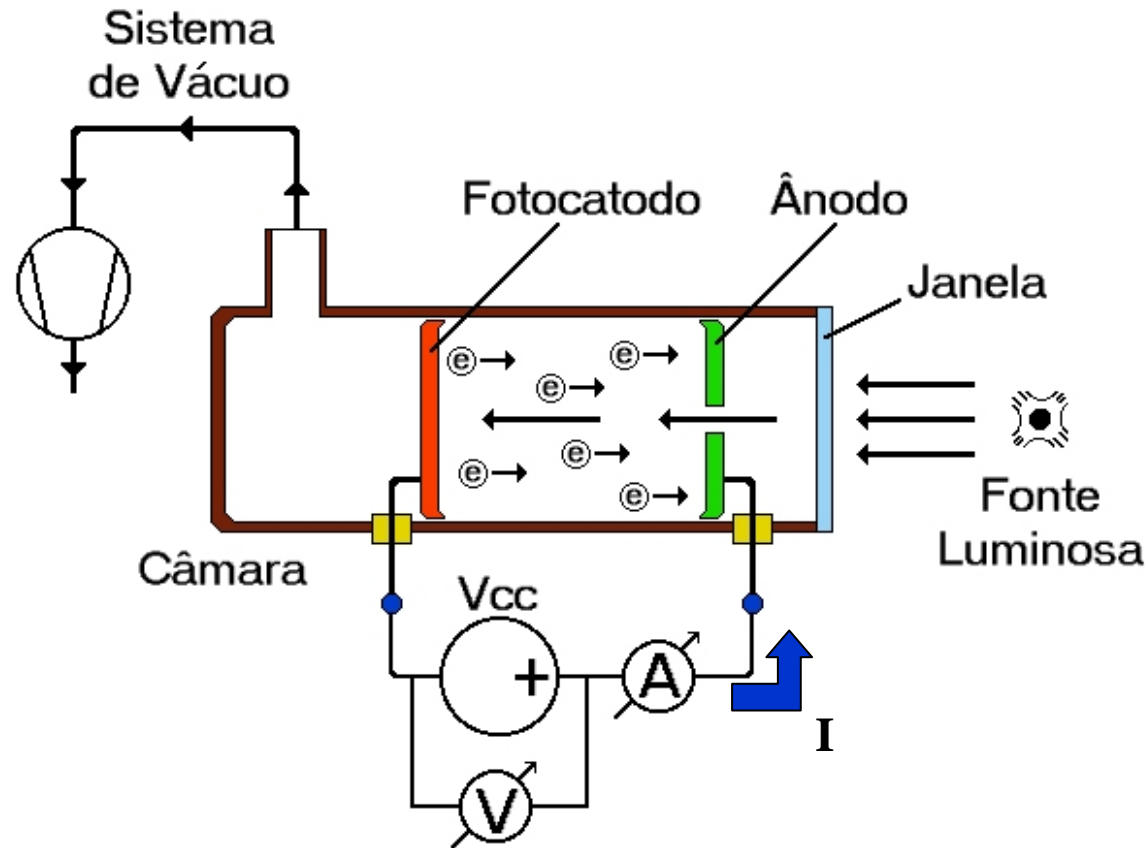 Sistema
de Vácuo
Fotocatodo
Ânodo
Janela
e
e
e
e
e
e
Fonte
Luminosa
Câmara
Vcc
+
A
I
V